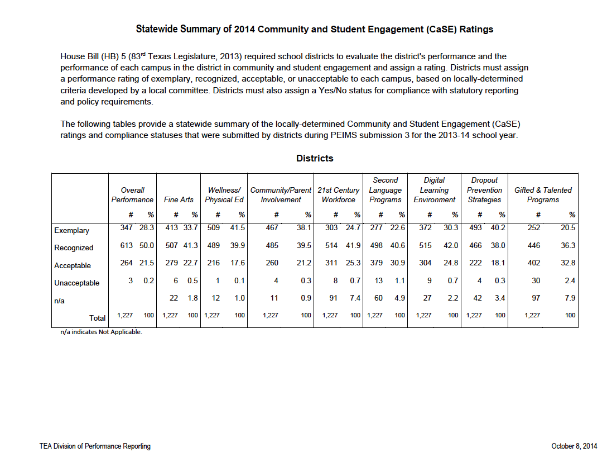 Statewide Summary of 2014 Community and Student Engagement (CaSE) Ratings
House Bill (HB) 5 (83rd Texas Legislature, 2013) required school districts to evaluate the district's performance and the
performance of each campus in the district in community and student engagement and assign a rating. Districts must assign
a performance rating of exemplary, recognized, acceptable, or unacceptable to each campus, based on locally-determined
criteria developed by a local committee. Districts must also assign a Yes/No status for compliance with statutory reporting
and policy requirements.
The following tables provide a statewide summary of the locally-determined Community and Student Engagement (CaSE)
ratings and compliance statuses that were submitted by districts during PEIMS submission 3 for the 2013-14 school year.
Districts
Second Digital Dropout
Overall Wellness/ Community/Parent 21st Century Language Learning Prevention Gifted & Talented
Performance Fine Arts Physical Ed Involvement Workforce Programs Environment Strategies Programs
# % # % # % # % # % # % # % # % # %
Exemplary 347 28.3 413 33.7 509 41.5 467 38.1 303 24.7 277 22.6 372 30.3 493 40.2 252 20.5
Recognized 613 50.0 507 41.3 489 39.9 485 39.5 514 41.9 498 40.6 515 42.0 466 38.0 446 36.3
Acceptable 264 21.5 279 22.7 216 17.6 260 21.2 311 25.3 379 30.9 304 24.8 222 18.1 402 32.8
Unacceptable 3 0.2 6 0.5 1 0.1 4 0.3 8 0.7 13 1.1 9 0.7 4 0.3 30 2.4
n/a 22 1.8 12 1.0 11 0.9 91 7.4 60 4.9 27 2.2 42 3.4 97 7.9
Total 1,227 100 1,227 100 1,227 100 1,227 100 1,227 100 1,227 100 1,227 100 1,227 100 1,227 100
n/a indicates Not Applicable.
TEA Division of Performance Reporting October 8, 2014